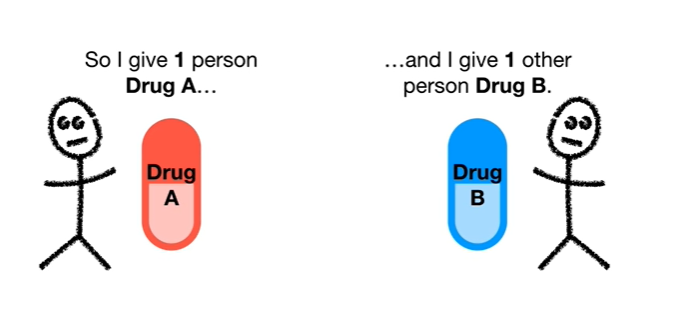 So I give 1 person
Drug A…
…and I give 1 other
person Drug B.
Drug
A
Drug
B